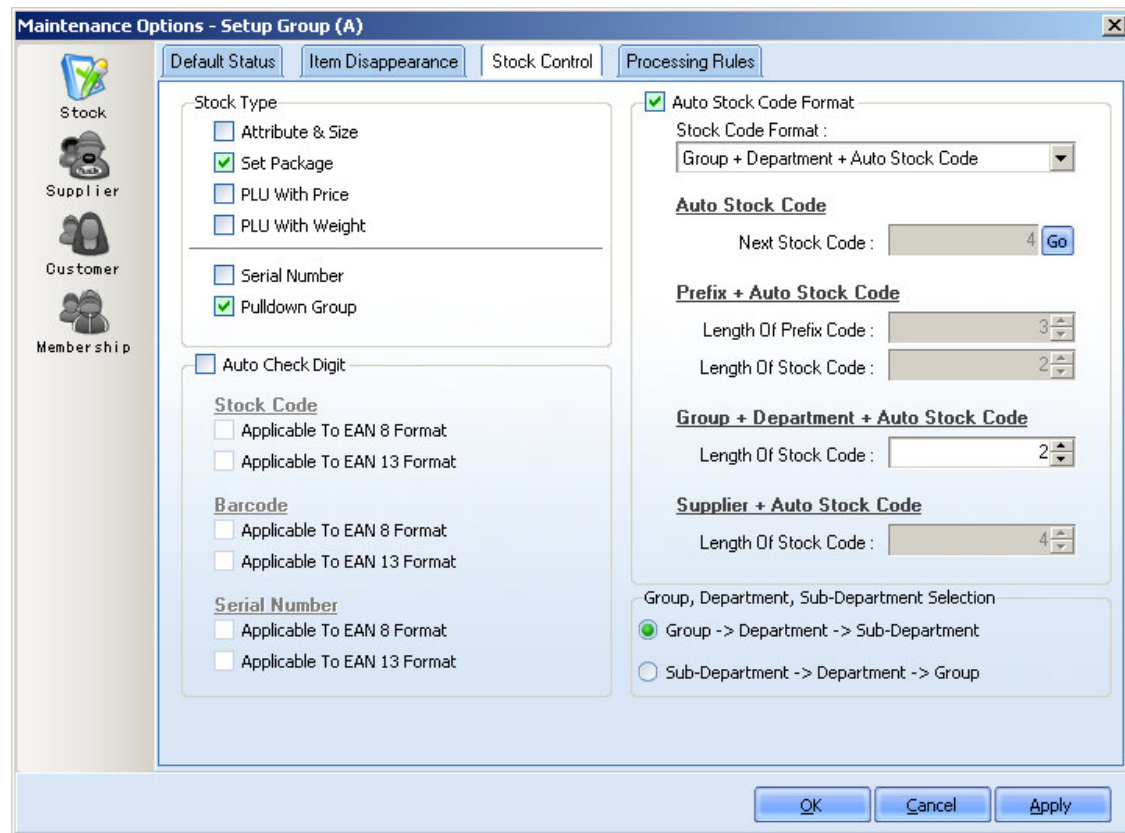 Maintenance Options - Setup Group (A)
Stock
Supplier
Customer
Membership
Default Status
Item Disappearance
Stock Control
Processing Rules
Stock Type
Attribute & Size
Set Package
PLU With Price
PLU With Weight
Serial Number
Pulldown Group
Auto Check Digit
Stock Code
Applicable To EAN 8 Format
Applicable To EAN 13 Format
Barcode
Applicable To EAN 8 Format
Applicable To EAN 13 Format
Serial Number
Applicable To EAN 8 Format
Applicable To EAN 13 Format
Auto Stock Code Format
Stock Code Format :
Group + Department + Auto Stock Code
Auto Stock Code
Next Stock Code : 4 Go
Prefix + Auto Stock Code
Length Of Prefix Code : 3
Length Of Stock Code : 2
Group + Department + Auto Stock Code
Length Of Stock Code : 2
Supplier + Auto Stock Code
Length Of Stock Code : 4
Group, Department, Sub-Department Selection
Group -> Department -> Sub-Department
Sub-Department -> Department -> Group
OK Cancel Apply